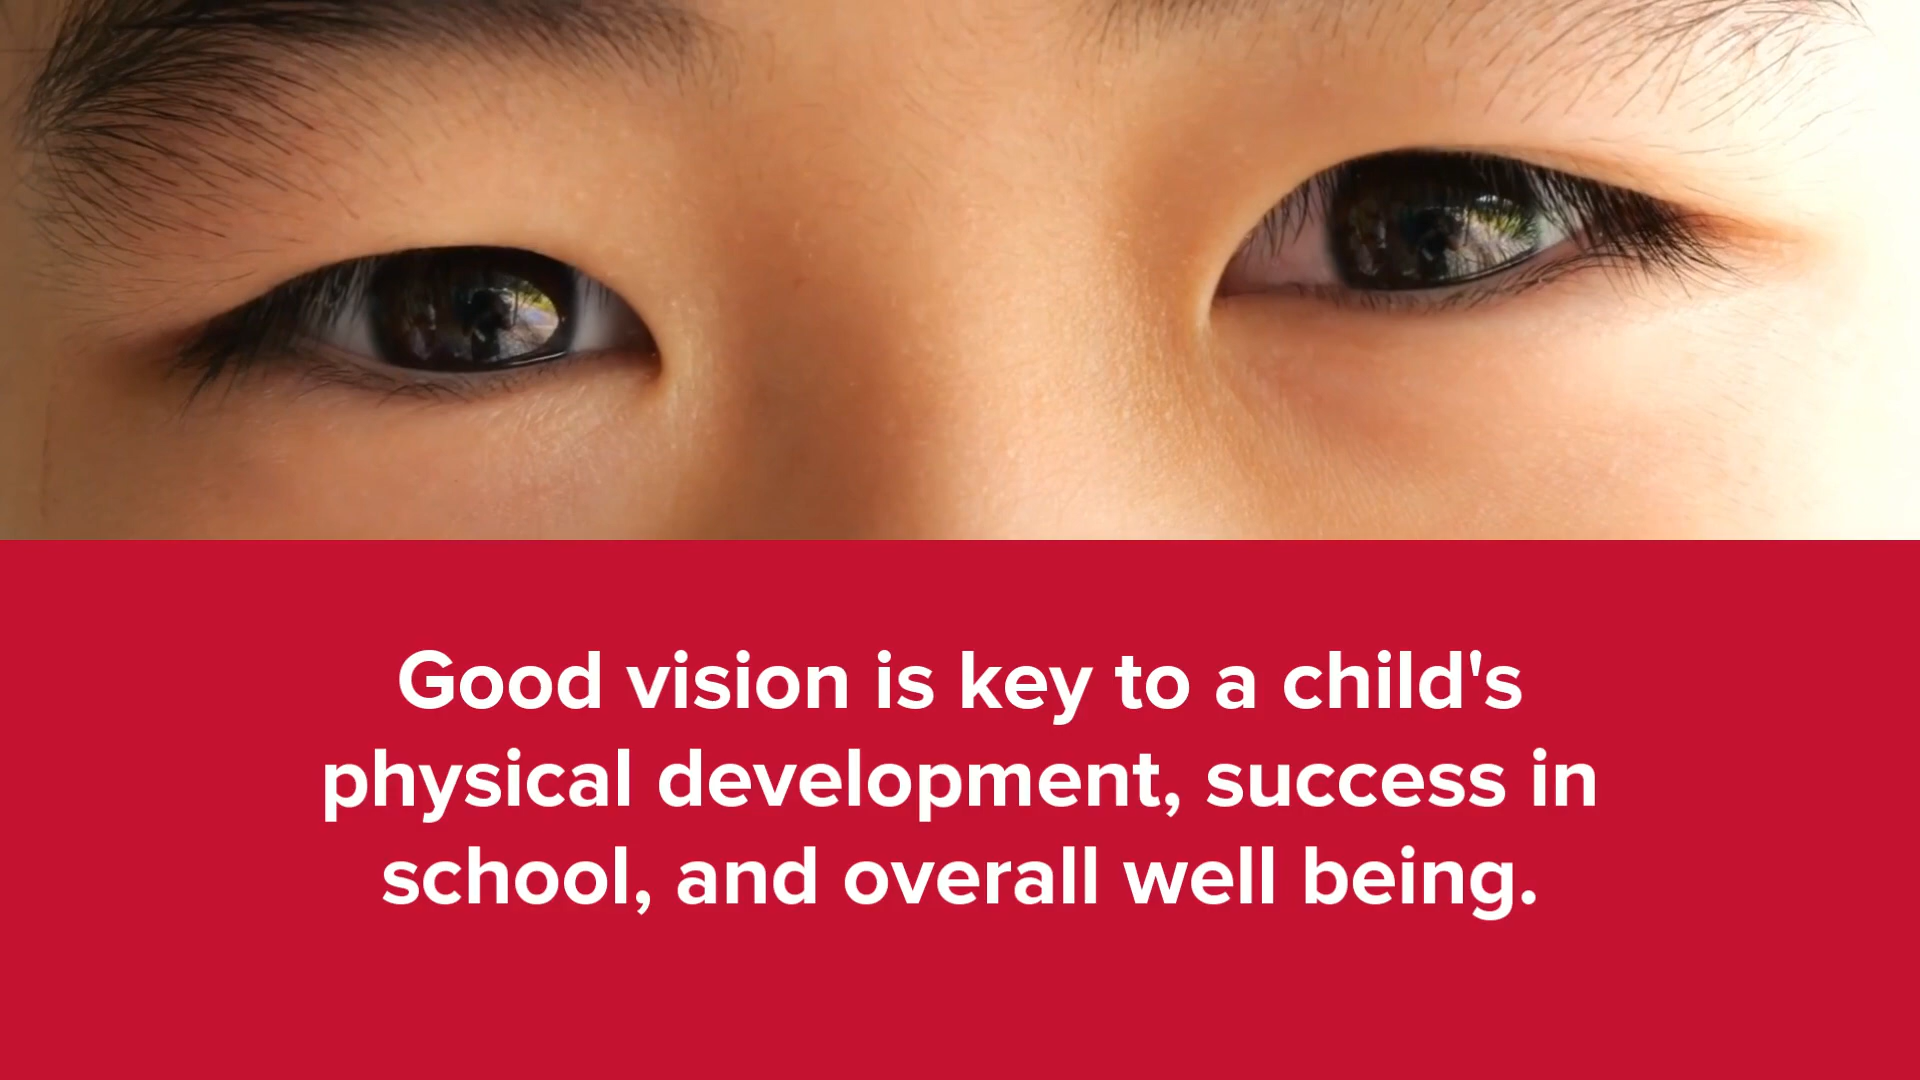 Good vision is key to a child's
physical development, success in
school, and overall well being.